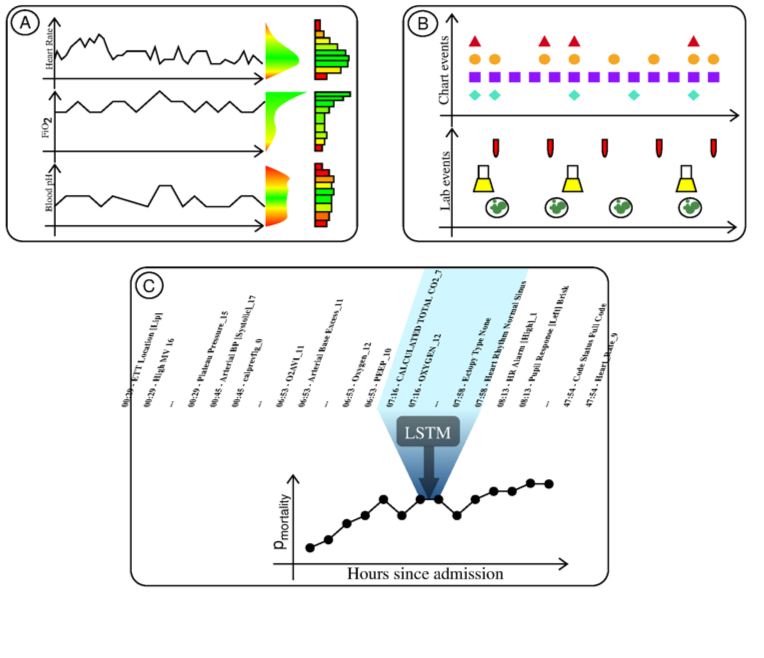 A
Heart Rate
FiO2
Blood pH
B
Chart events
Lab events
C
00:29 - ETT Location [Lip]
00:29 - High MV 16
...
00:29 - Plateau Pressure_15
00:45 - Arterial BP [Systolic]_17
00:45 - calprevflg_0
...
06:53 - O2AVI_11
06:53 - Arterial Base Excess_11
...
06:53 - Oxygen_12
06:53 - PEEP_10
07:16 - CALCULATED TOTAL CO2_7
07:16 - OXYGEN_12
...
07:58 - Ectopy Type None
07:58 - Heart Rhythm Normal Sinus
08:13 - HR Alarm [High]_1
08:13 - Pupil Response [Left] Brisk
...
47:54 - Code Status Full Code
47:54 - Heart_Rate_9
LSTM
pmortality
Hours since admission